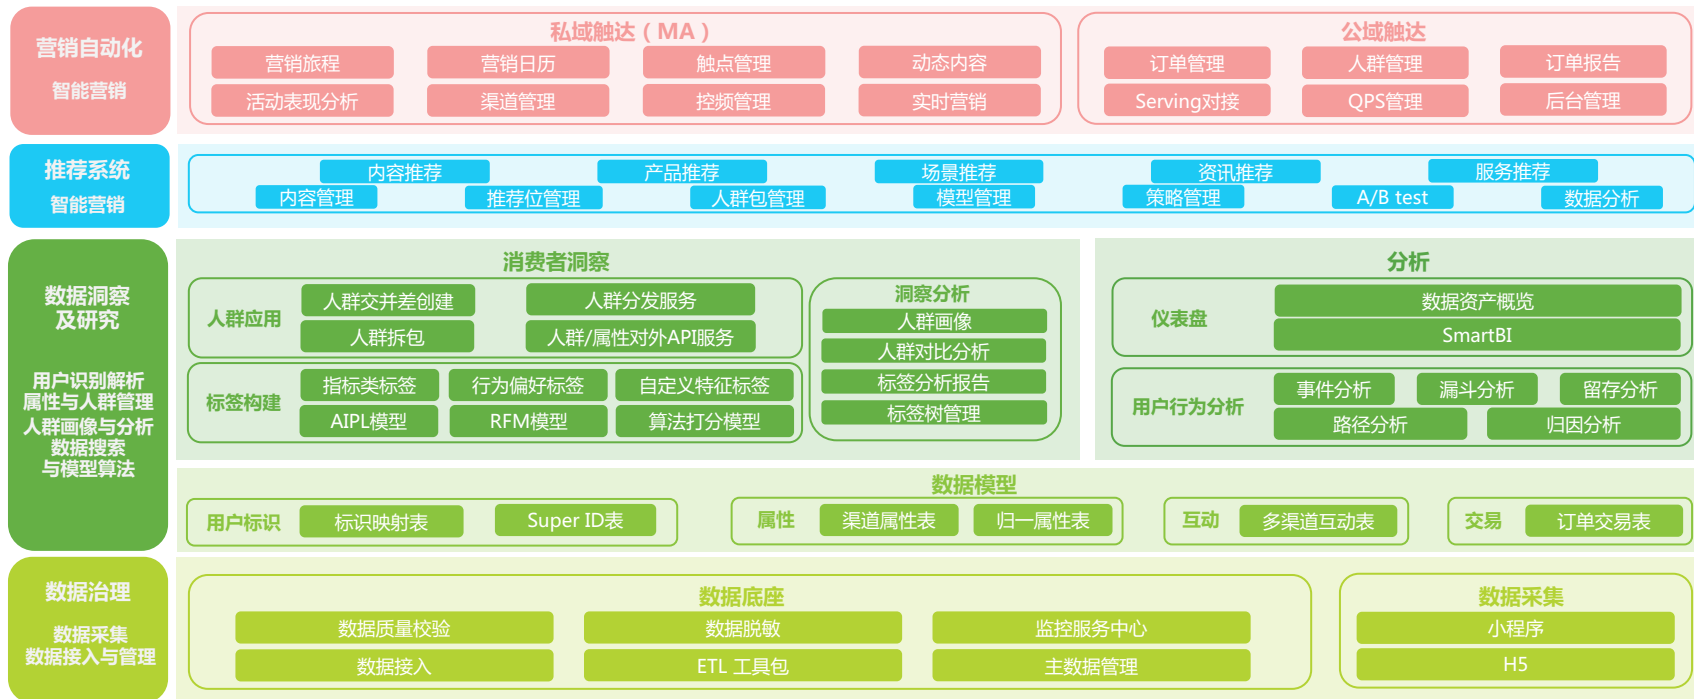 营销自动化
智能营销
私域触达（MA）
营销旅程
营销日历
触点管理
动态内容
活动表现分析
渠道管理
控频管理
实时营销
公域触达
订单管理
人群管理
订单报告
Serving对接
QPS管理
后台管理
推荐系统
智能营销
内容推荐
产品推荐
场景推荐
资讯推荐
服务推荐
内容管理
推荐位管理
人群包管理
模型管理
策略管理
A/B test
数据分析
数据洞察
及研究
用户识别解析
属性与人群管理
人群画像与分析
数据搜索
与模型算法
消费者洞察
人群应用
人群交并差创建
人群分发服务
人群拆包
人群/属性对外API服务
标签构建
指标类标签
行为偏好标签
自定义特征标签
AIPL模型
RFM模型
算法打分模型
洞察分析
人群画像
人群对比分析
标签分析报告
标签树管理
分析
仪表盘
数据资产概览
SmartBI
用户行为分析
事件分析
漏斗分析
留存分析
路径分析
归因分析
数据模型
用户标识
标识映射表
Super ID表
属性
渠道属性表
归一属性表
互动
多渠道互动表
交易
订单交易表
数据治理
数据采集
数据接入与管理
数据底座
数据质量校验
数据脱敏
监控服务中心
数据接入
ETL 工具包
主数据管理
数据采集
小程序
H5